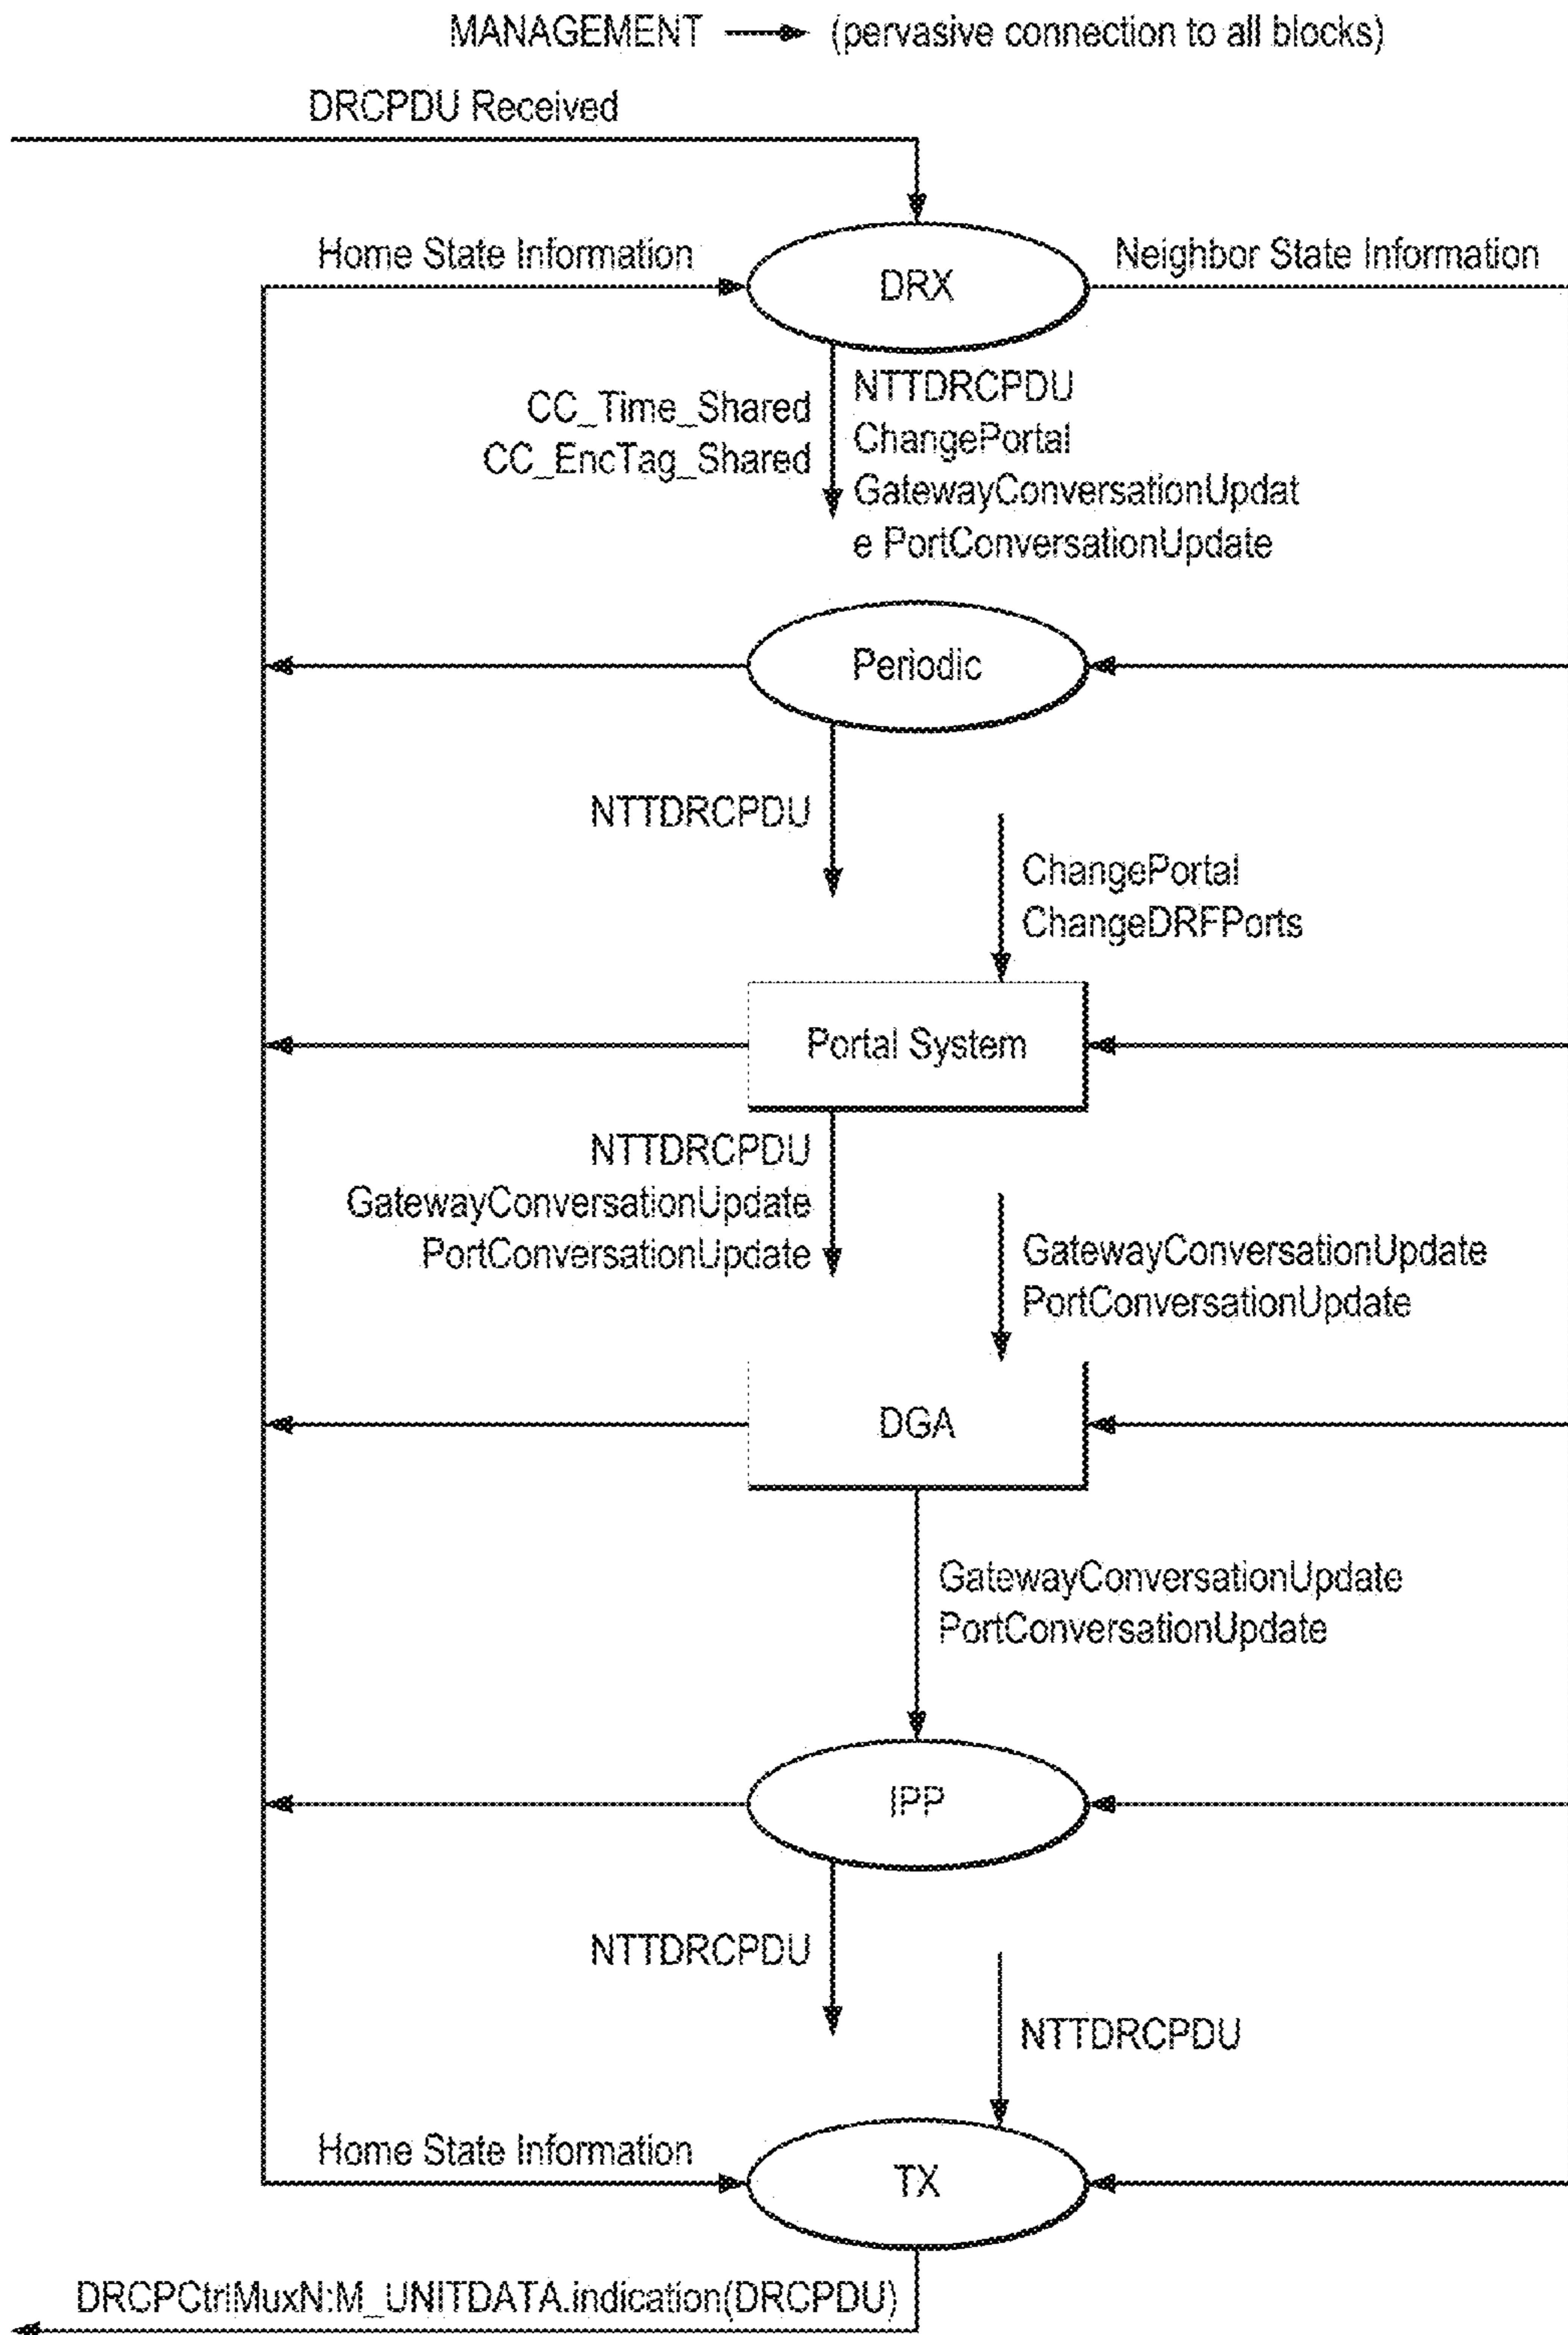 MANAGEMENT (pervasive connection to all blocks)
DRCPDU Received
Home State Information
DRX
Neighbor State Information
CC_Time_Shared
CC_EncTag_Shared
NTTDRCPDU
ChangePortal
GatewayConversationUpdat
e PortConversationUpdate
Periodic
NTTDRCPDU
ChangePortal
ChangeDRFPorts
Portal System
NTTDRCPDU
GatewayConversationUpdate
PortConversationUpdate
GatewayConversationUpdate
PortConversationUpdate
DGA
GatewayConversationUpdate
PortConversationUpdate
IPP
NTTDRCPDU
NTTDRCPDU
Home State Information
TX
DRCPCtrlMuxN:M_UNITDATA.indication(DRCPDU)